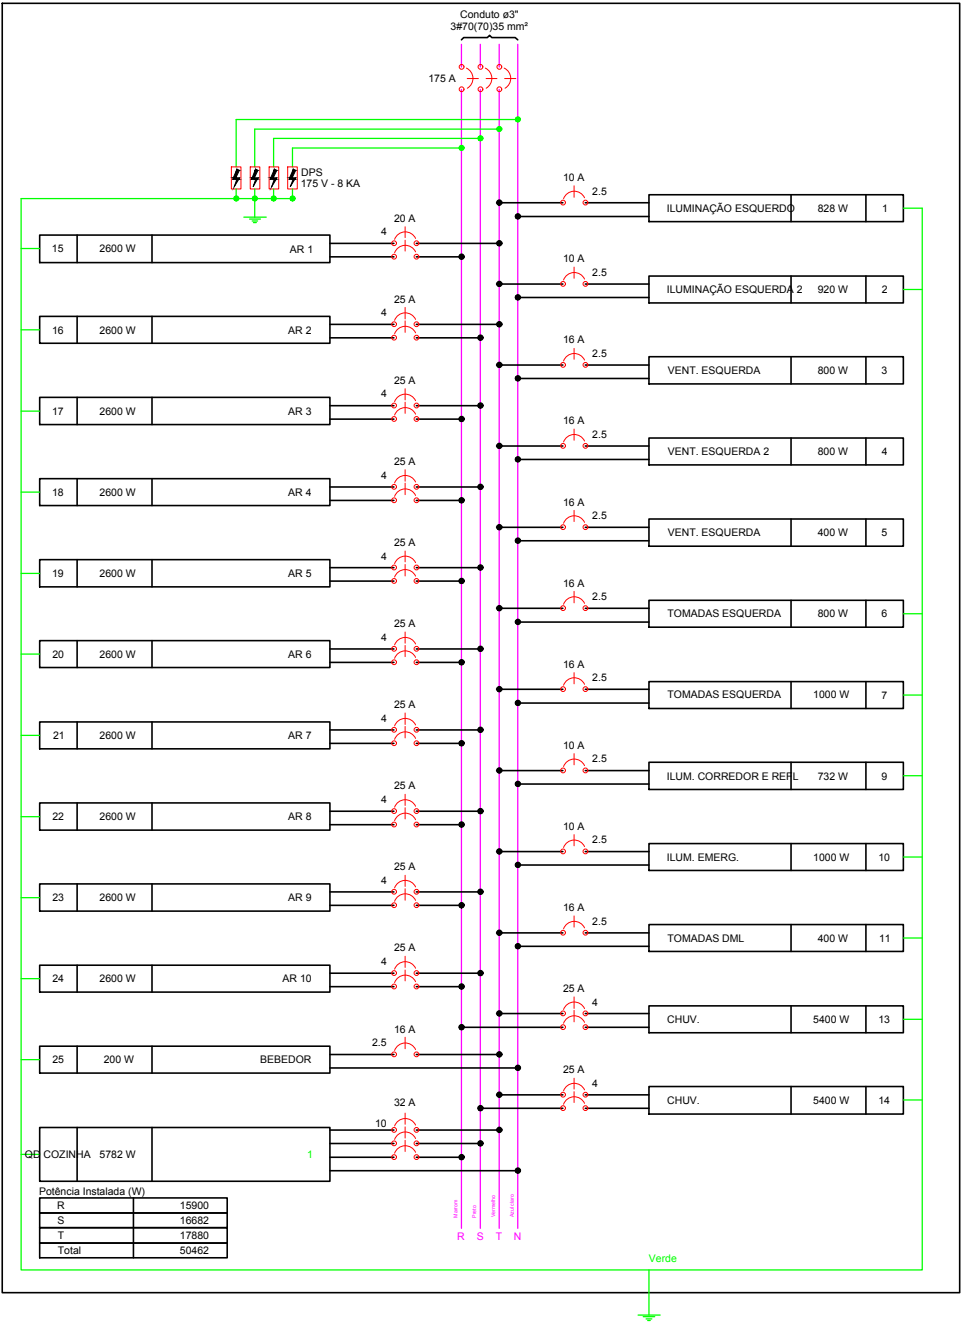 Conduto ø3"
3#70(70)35 mm²
175 A
DPS
175 V - 8 KA
10 A
2.5
ILUMINAÇÃO ESQUERDO 828 W 1
20 A
4
15 2600 W AR 1
10 A
2.5
ILUMINAÇÃO ESQUERDA 2 920 W 2
25 A
4
16 2600 W AR 2
16 A
2.5
VENT. ESQUERDA 800 W 3
25 A
4
17 2600 W AR 3
16 A
2.5
VENT. ESQUERDA 2 800 W 4
25 A
4
18 2600 W AR 4
16 A
2.5
VENT. ESQUERDA 400 W 5
25 A
4
19 2600 W AR 5
16 A
2.5
TOMADAS ESQUERDA 800 W 6
25 A
4
20 2600 W AR 6
16 A
2.5
TOMADAS ESQUERDA 1000 W 7
25 A
4
21 2600 W AR 7
10 A
2.5
ILUM. CORREDOR E REFL 732 W 9
25 A
4
22 2600 W AR 8
10 A
2.5
ILUM. EMERG. 1000 W 10
25 A
4
23 2600 W AR 9
16 A
2.5
TOMADAS DML 400 W 11
25 A
4
24 2600 W AR 10
25 A
4
CHUV. 5400 W 13
16 A
2.5
25 200 W BEBEDOR
25 A
4
CHUV. 5400 W 14
32 A
10
QD COZINHA 5782 W 1
Potência Instalada (W)
R 15900
S 16682
T 17880
Total 50462
Marrom
Preto
Vermelho
Azul claro
R S T N
Verde